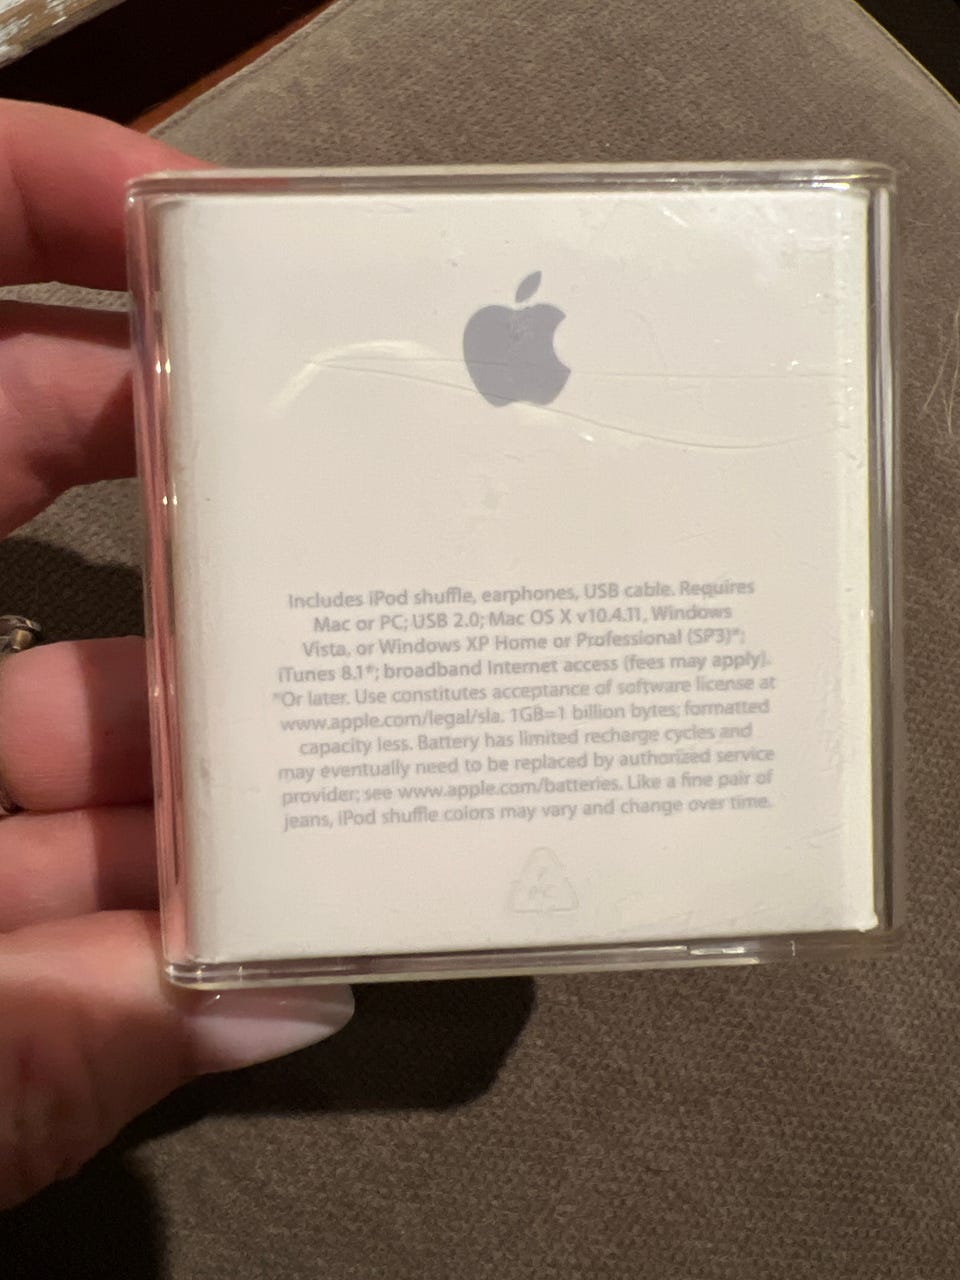 Includes iPod shuffle, earphones, USB cable. Requires
Mac or PC; USB 2.0; Mac OS X v10.4.11, Windows
Vista, or Windows XP Home or Professional (SP3)*;
iTunes 8.1*; broadband Internet access (fees may apply).
*Or later. Use constitutes acceptance of software license at
www.apple.com/legal/sla. 1GB=1 billion bytes; formatted
capacity less. Battery has limited recharge cycles and
may eventually need to be replaced by authorized service
provider; see www.apple.com/batteries. Like a fine pair of
jeans, iPod shuffle colors may vary and change over time.
7
PC